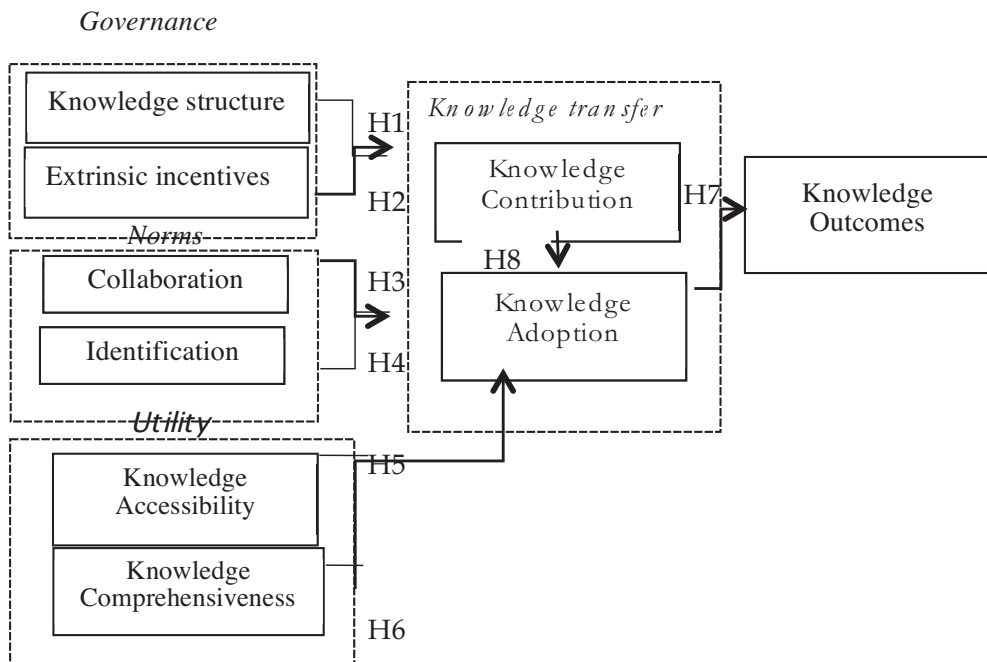 Governance
Knowledge structure
Extrinsic incentives
H1
H2
Norms
Collaboration
Identification
H3
H4
Utility
Knowledge
Accessibility
Knowledge
Comprehensiveness
H5
H6
Knowledge transfer
Knowledge
Contribution
H8
Knowledge
Adoption
H7
Knowledge
Outcomes